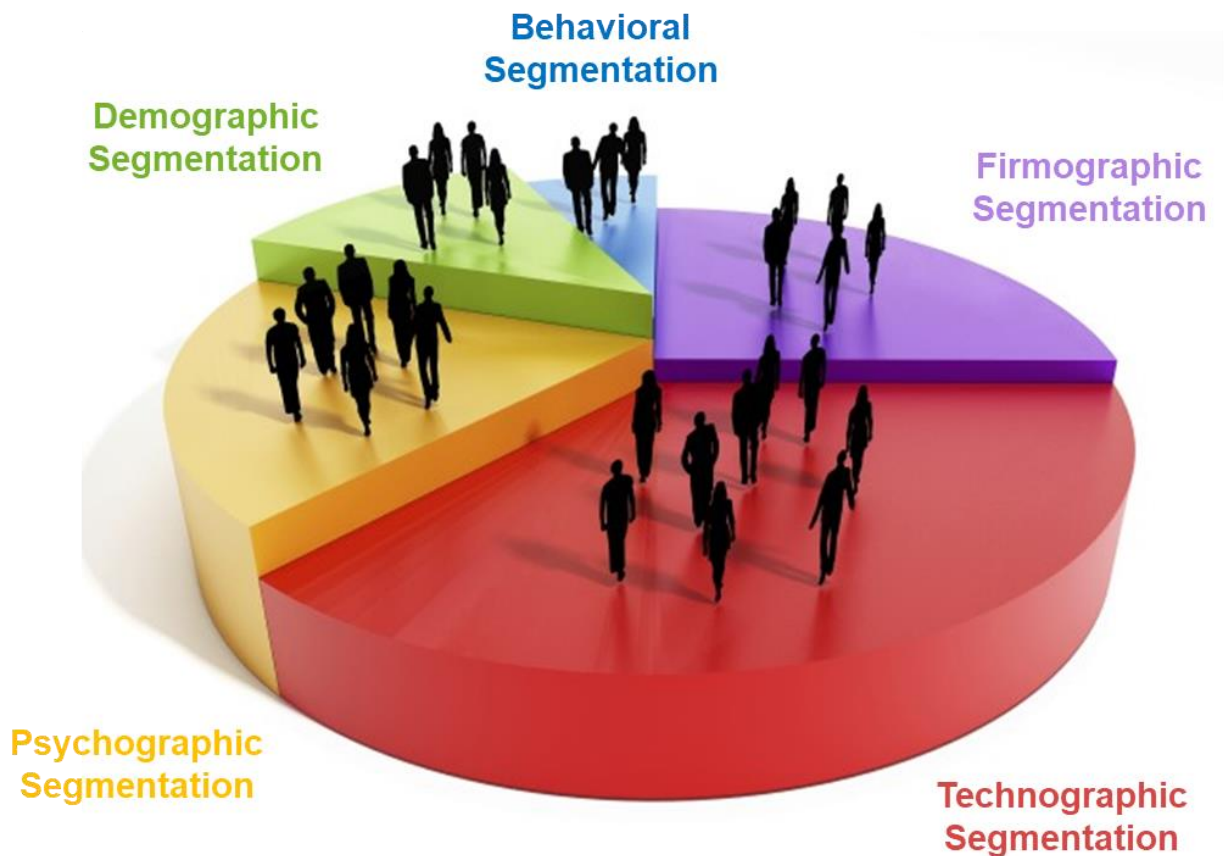 Behavioral
Segmentation
Demographic
Segmentation
Firmographic
Segmentation
Psychographic
Segmentation
Technographic
Segmentation